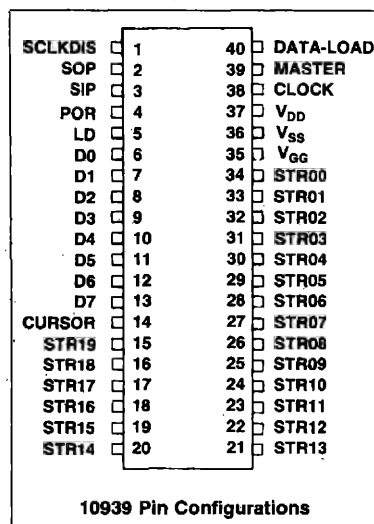 SCLKDIS 1 40 DATA-LOAD
SOP 2 39 MASTER
SIP 3 38 CLOCK
POR 4 37 VDD
LD 5 36 VSS
D0 6 35 VGG
D1 7 34 STR00
D2 8 33 STR01
D3 9 32 STR02
D4 10 31 STR03
D5 11 30 STR04
D6 12 29 STR05
D7 13 28 STR06
CURSOR 14 27 STR07
STR19 15 26 STR08
STR18 16 25 STR09
STR17 17 24 STR10
STR16 18 23 STR11
STR15 19 22 STR12
STR14 20 21 STR13
10939 Pin Configurations